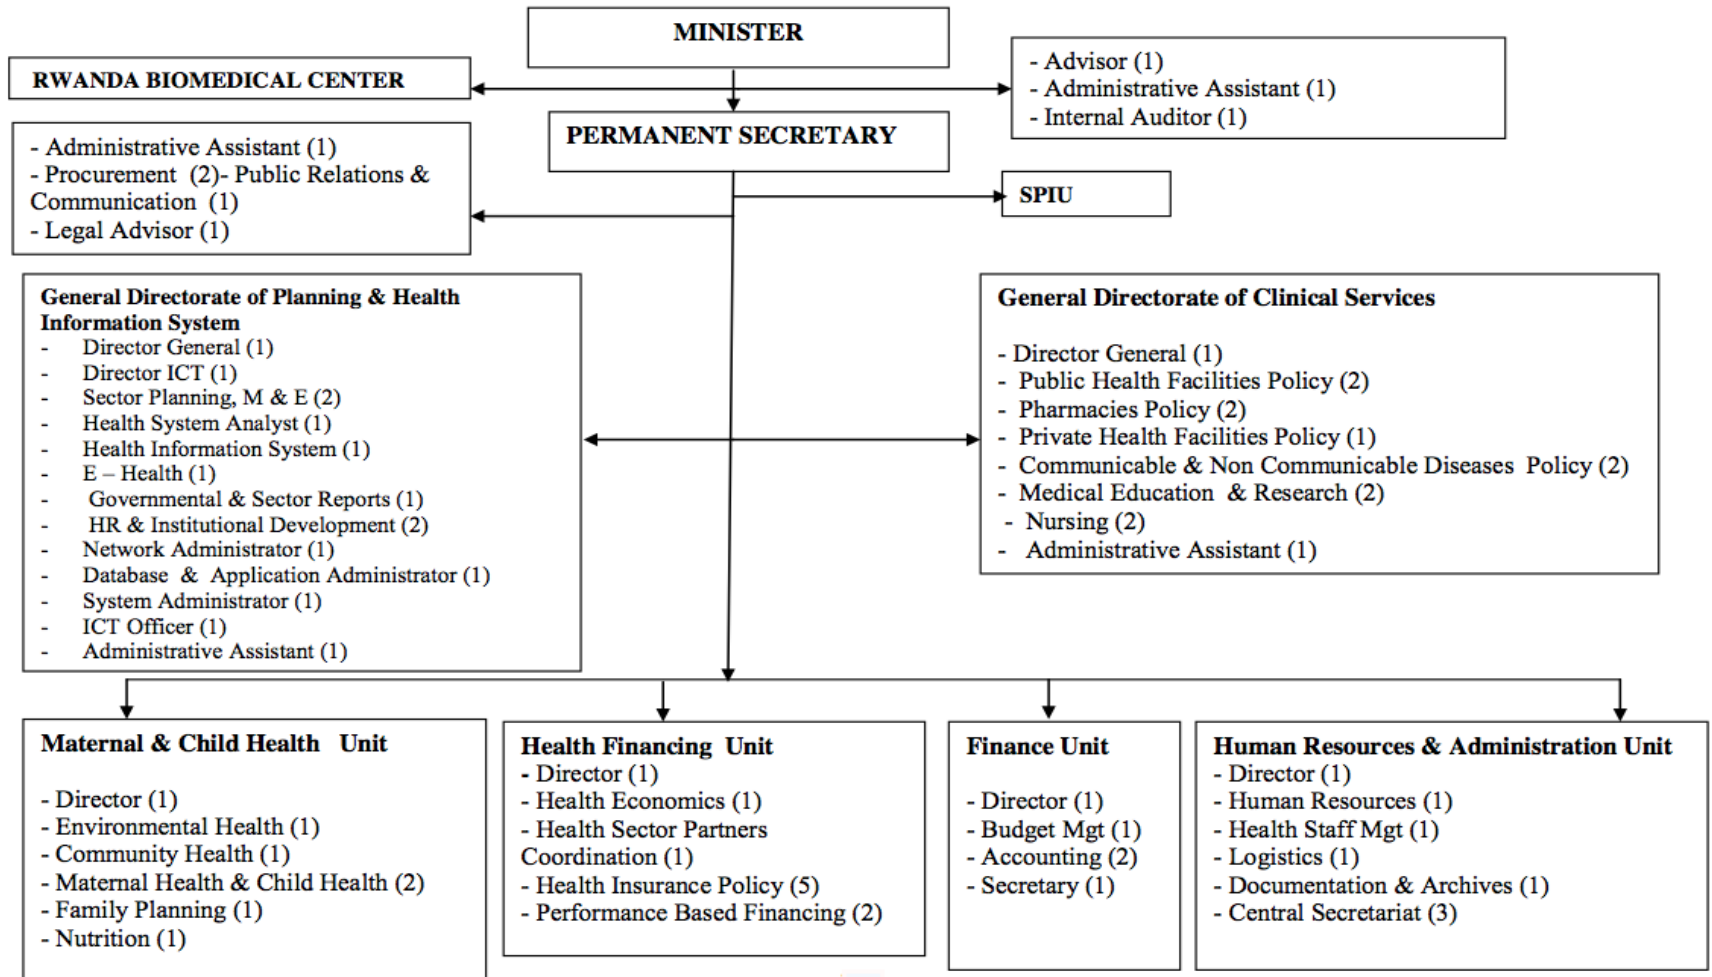 MINISTER
RWANDA BIOMEDICAL CENTER
- Advisor (1)
- Administrative Assistant (1)
- Internal Auditor (1)
PERMANENT SECRETARY
- Administrative Assistant (1)
- Procurement (2)- Public Relations &
Communication (1)
- Legal Advisor (1)
SPIU
General Directorate of Planning & Health
Information System
- Director General (1)
- Director ICT (1)
- Sector Planning, M & E (2)
- Health System Analyst (1)
- Health Information System (1)
- E – Health (1)
- Governmental & Sector Reports (1)
- HR & Institutional Development (2)
- Network Administrator (1)
- Database & Application Administrator (1)
- System Administrator (1)
- ICT Officer (1)
- Administrative Assistant (1)
General Directorate of Clinical Services
- Director General (1)
- Public Health Facilities Policy (2)
- Pharmacies Policy (2)
- Private Health Facilities Policy (1)
- Communicable & Non Communicable Diseases Policy (2)
- Medical Education & Research (2)
- Nursing (2)
- Administrative Assistant (1)
Maternal & Child Health Unit
- Director (1)
- Environmental Health (1)
- Community Health (1)
- Maternal Health & Child Health (2)
- Family Planning (1)
- Nutrition (1)
Health Financing Unit
- Director (1)
- Health Economics (1)
- Health Sector Partners
Coordination (1)
- Health Insurance Policy (5)
- Performance Based Financing (2)
Finance Unit
- Director (1)
- Budget Mgt (1)
- Accounting (2)
- Secretary (1)
Human Resources & Administration Unit
- Director (1)
- Human Resources (1)
- Health Staff Mgt (1)
- Logistics (1)
- Documentation & Archives (1)
- Central Secretariat (3)